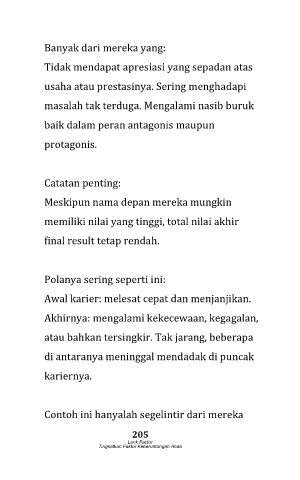 Banyak dari mereka yang:
Tidak mendapat apresiasi yang sepadan atas
usaha atau prestasinya. Sering menghadapi
masalah tak terduga. Mengalami nasib buruk
baik dalam peran antagonis maupun
protagonis.
Catatan penting:
Meskipun nama depan mereka mungkin
memiliki nilai yang tinggi, total nilai akhir
final result tetap rendah.
Polanya sering seperti ini:
Awal karier: melesat cepat dan menjanjikan.
Akhirnya: mengalami kekecewaan, kegagalan,
atau bahkan tersingkir. Tak jarang, beberapa
di antaranya meninggal mendadak di puncak
kariernya.
Contoh ini hanyalah segelintir dari mereka
205
Luck Factor
Tingkatkan Faktor Keberuntungan Anda